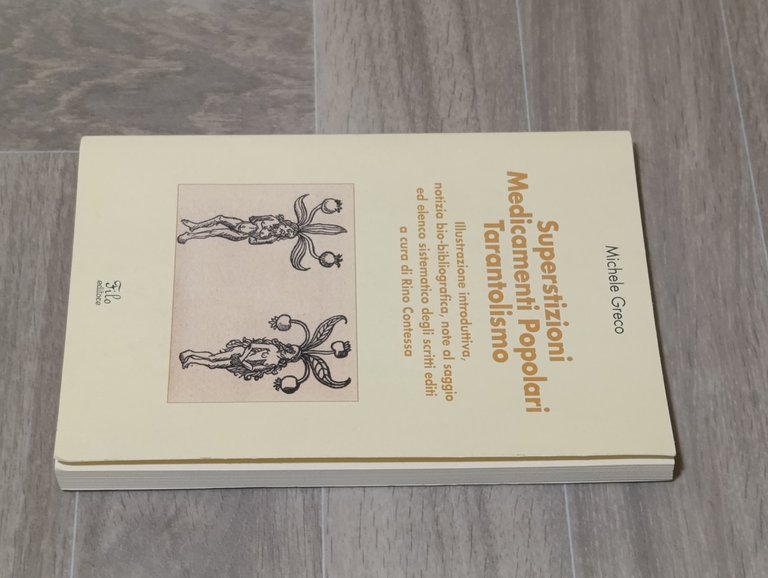 Michele Greco
Superstizioni
Medicamenti Popolari
Tarantolismo
Illustrazione introduttiva,
notizia bio-bibliografica, note al saggio
ed elenco sistematico degli scritti editi
a cura di Rino Contessa
Filo
editore